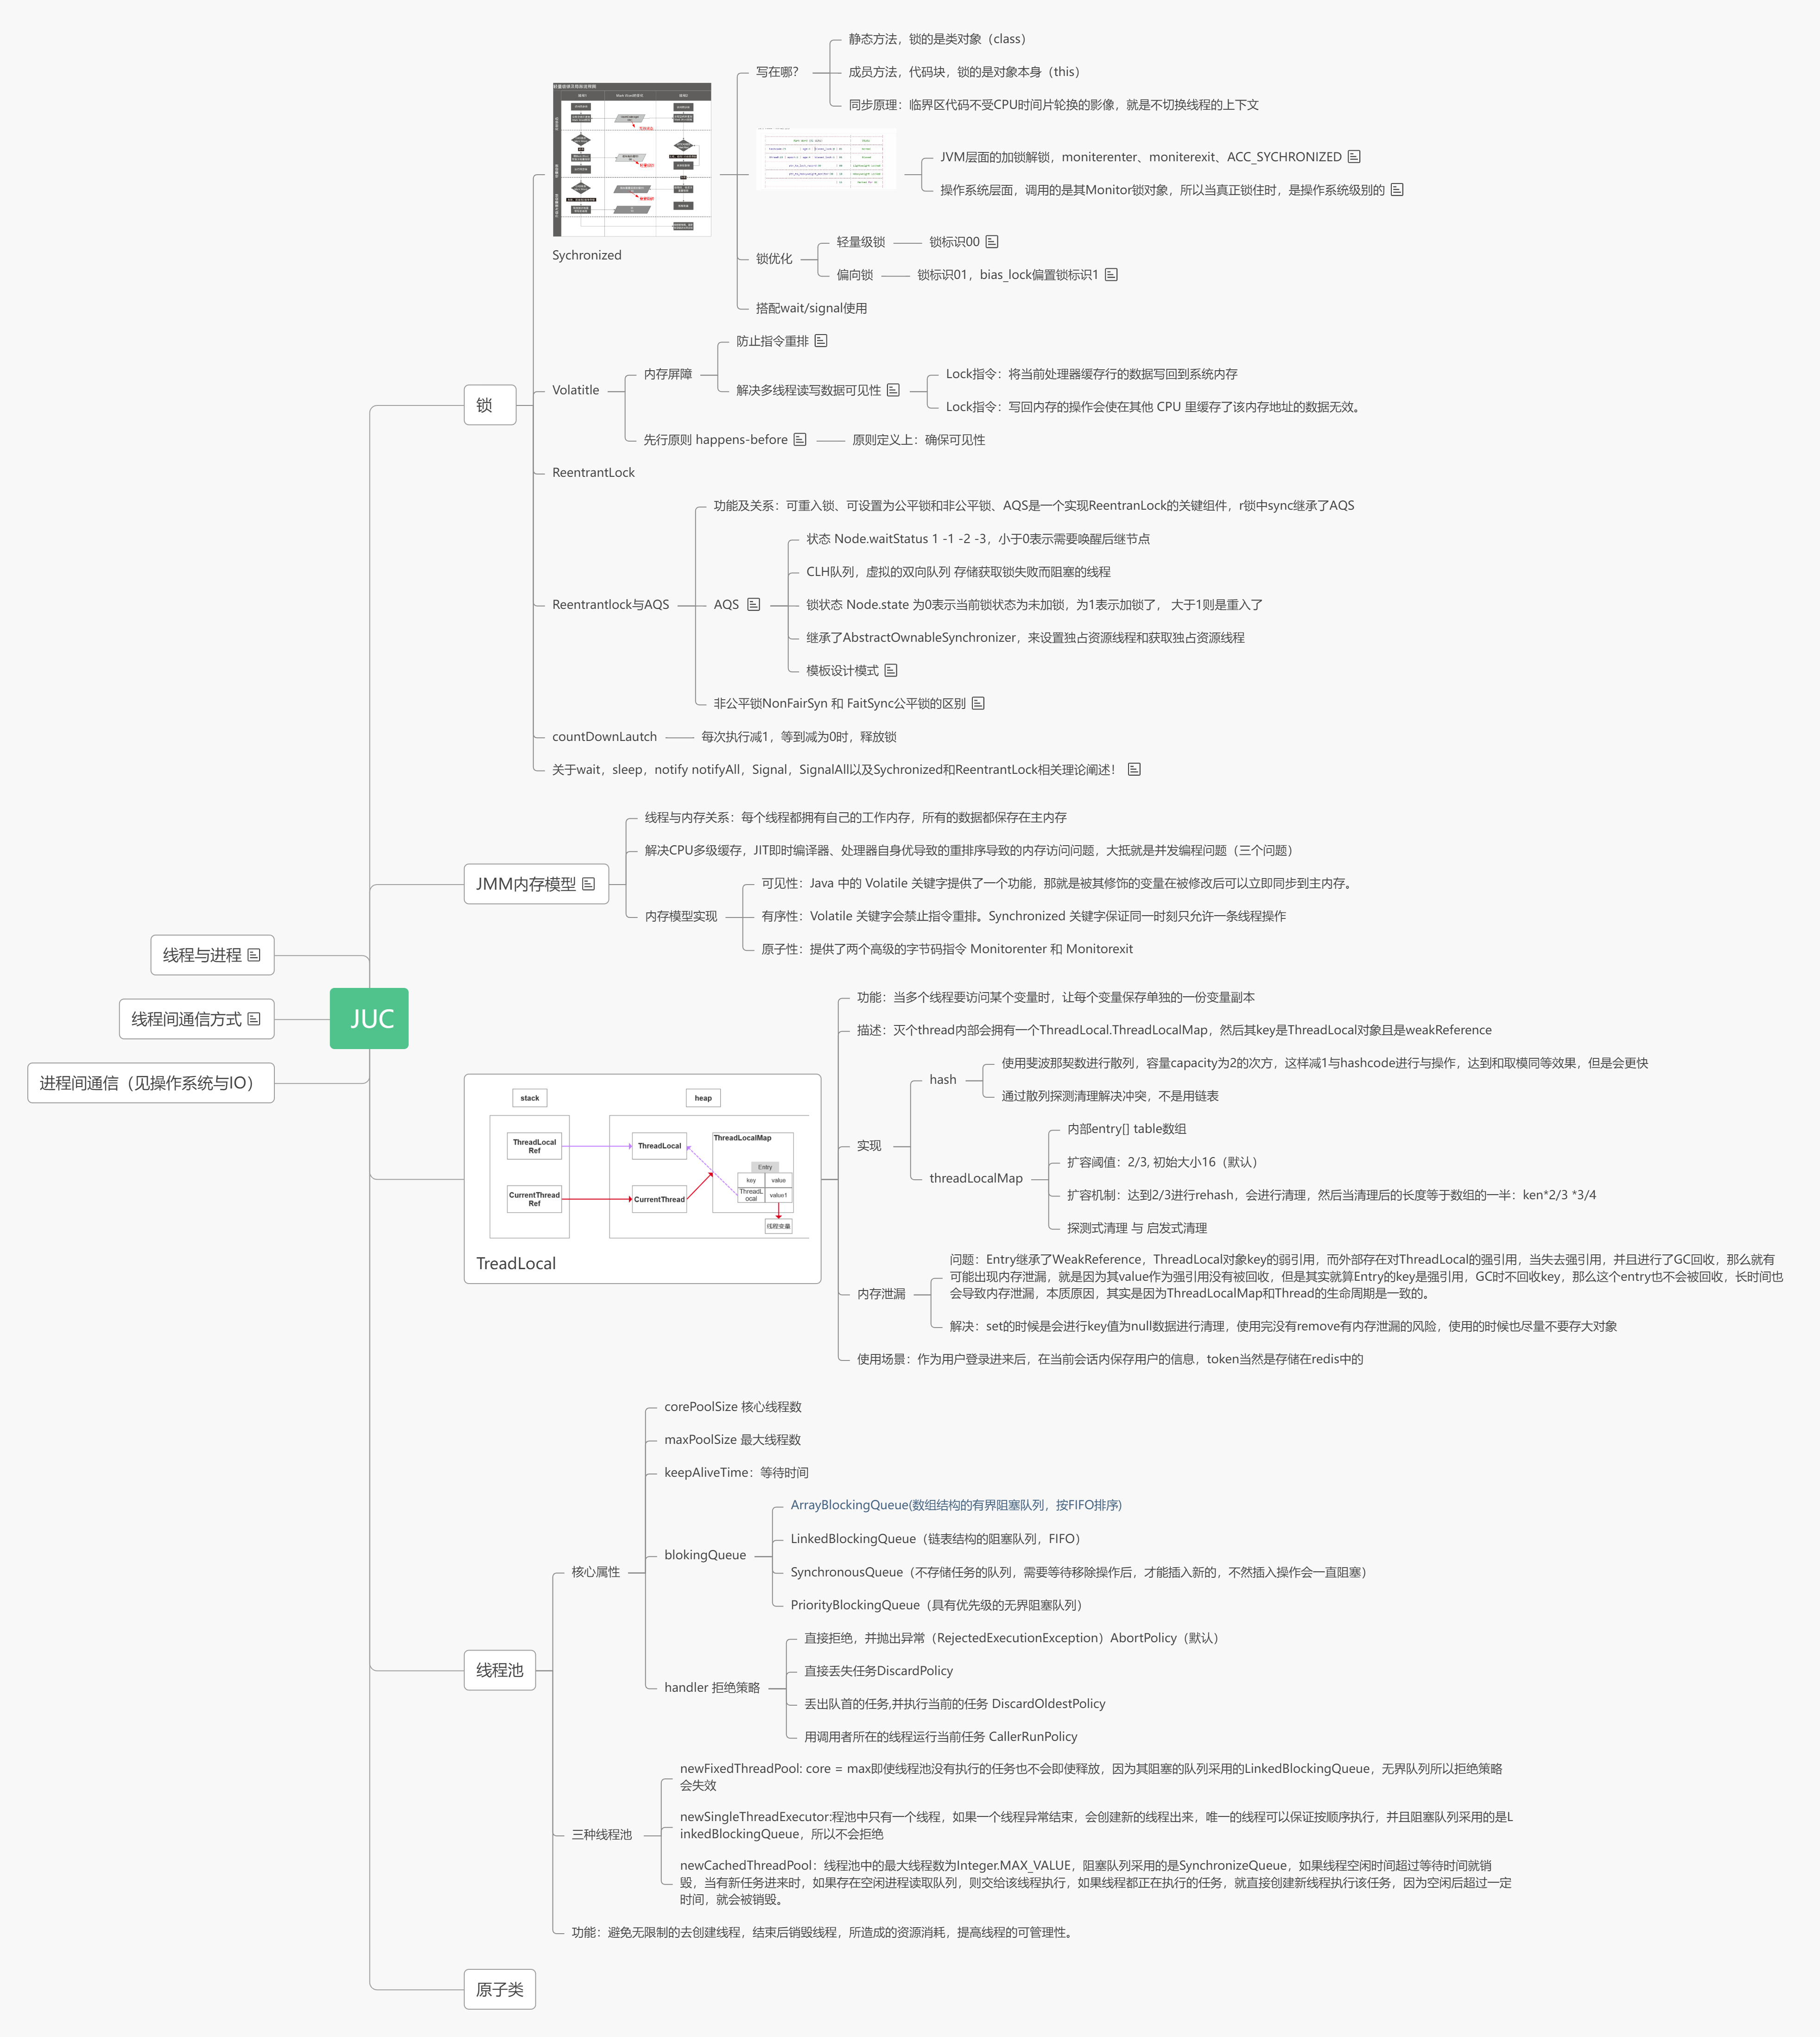 JUC
线程与进程
线程间通信方式
进程间通信（见操作系统与IO）
锁
Sychronized
写在哪？
静态方法，锁的是类对象（class）
成员方法，代码块，锁的是对象本身（this）
同步原理：临界区代码不受CPU时间片轮换的影像，就是不切换线程的上下文
JVM层面的加锁解锁，moniterenter、moniterexit、ACC_SYCHRONIZED
操作系统层面，调用的是其Monitor锁对象，所以当真正锁住时，是操作系统级别的
锁优化
轻量级锁
锁标识00
偏向锁
锁标识01，bias_lock偏置锁标识1
搭配wait/signal使用
Volatitle
内存屏障
防止指令重排
解决多线程读写数据可见性
Lock指令：将当前处理器缓存行的数据写回到系统内存
Lock指令：写回内存的操作会使在其他 CPU 里缓存了该内存地址的数据无效。
先行原则 happens-before
原则定义上：确保可见性
ReentrantLock
Reentrantlock与AQS
功能及关系：可重入锁、可设置为公平锁和非公平锁、AQS是一个实现ReentranLock的关键组件，r锁中sync继承了AQS
AQS
状态 Node.waitStatus 1 -1 -2 -3，小于0表示需要唤醒后继节点
CLH队列，虚拟的双向队列 存储获取锁失败而阻塞的线程
锁状态 Node.state 为0表示当前锁状态为未加锁，为1表示加锁了， 大于1则是重入了
继承了AbstractOwnableSynchronizer，来设置独占资源线程和获取独占资源线程
模板设计模式
非公平锁NonFairSyn 和 FaitSync公平锁的区别
countDownLautch
每次执行减1，等到减为0时，释放锁
关于wait，sleep，notify notifyAll，Signal，SignalAll以及Sychronized和ReentrantLock相关理论阐述！
JMM内存模型
线程与内存关系：每个线程都拥有自己的工作内存，所有的数据都保存在主内存
解决CPU多级缓存，JIT即时编译器、处理器自身优导致的重排序导致的内存访问问题，大抵就是并发编程问题（三个问题）
内存模型实现
可见性：Java 中的 Volatile 关键字提供了一个功能，那就是被其修饰的变量在被修改后可以立即同步到主内存。
有序性：Volatile 关键字会禁止指令重排。Synchronized 关键字保证同一时刻只允许一条线程操作
原子性：提供了两个高级的字节码指令 Monitorenter 和 Monitorexit
stack
heap
ThreadLocal
Ref
ThreadLocal
ThreadLocalMap
Entry
key
value
ThreadL
ocal
value1
CurrentThread
Ref
CurrentThread
线程变量
TreadLocal
功能：当多个线程要访问某个变量时，让每个变量保存单独的一份变量副本
描述：灭个thread内部会拥有一个ThreadLocal.ThreadLocalMap，然后其key是ThreadLocal对象且是weakReference
实现
hash
使用斐波那契数进行散列，容量capacity为2的次方，这样减1与hashcode进行与操作，达到和取模同等效果，但是会更快
通过散列探测清理解决冲突，不是用链表
threadLocalMap
内部entry[] table数组
扩容阈值：2/3, 初始大小16（默认）
扩容机制：达到2/3进行rehash，会进行清理，然后当清理后的长度等于数组的一半：ken*2/3 *3/4
探测式清理 与 启发式清理
内存泄漏
问题：Entry继承了WeakReference，ThreadLocal对象key的弱引用，而外部存在对ThreadLocal的强引用，当失去强引用，并且进行了GC回收，那么就有
可能出现内存泄漏，就是因为其value作为强引用没有被回收，但是其实就算Entry的key是强引用，GC时不回收key，那么这个entry也不会被回收，长时间也
会导致内存泄漏，本质原因，其实是因为ThreadLocalMap和Thread的生命周期是一致的。
解决：set的时候是会进行key值为null数据进行清理，使用完没有remove有内存泄漏的风险，使用的时候也尽量不要存大对象
使用场景：作为用户登录进来后，在当前会话内保存用户的信息，token当然是存储在redis中的
线程池
核心属性
corePoolSize 核心线程数
maxPoolSize 最大线程数
keepAliveTime：等待时间
blokingQueue
ArrayBlockingQueue(数组结构的有界阻塞队列，按FIFO排序)
LinkedBlockingQueue（链表结构的阻塞队列，FIFO）
SynchronousQueue（不存储任务的队列，需要等待移除操作后，才能插入新的，不然插入操作会一直阻塞）
PriorityBlockingQueue（具有优先级的无界阻塞队列）
handler 拒绝策略
直接拒绝，并抛出异常（RejectedExecutionException）AbortPolicy（默认）
直接丢失任务DiscardPolicy
丢出队首的任务,并执行当前的任务 DiscardOldestPolicy
用调用者所在的线程运行当前任务 CallerRunPolicy
三种线程池
newFixedThreadPool: core = max即使线程池没有执行的任务也不会即使释放，因为其阻塞的队列采用的LinkedBlockingQueue，无界队列所以拒绝策略
会失效
newSingleThreadExecutor:程池中只有一个线程，如果一个线程异常结束，会创建新的线程出来，唯一的线程可以保证按顺序执行，并且阻塞队列采用的是L
inkedBlockingQueue，所以不会拒绝
newCachedThreadPool：线程池中的最大线程数为Integer.MAX_VALUE，阻塞队列采用的是SynchronizeQueue，如果线程空闲时间超过等待时间就销
毁，当有新任务进来时，如果存在空闲进程读取队列，则交给该线程执行，如果线程都正在执行的任务，就直接创建新线程执行该任务，因为空闲后超过一定
时间，就会被销毁。
功能：避免无限制的去创建线程，结束后销毁线程，所造成的资源消耗，提高线程的可管理性。
原子类